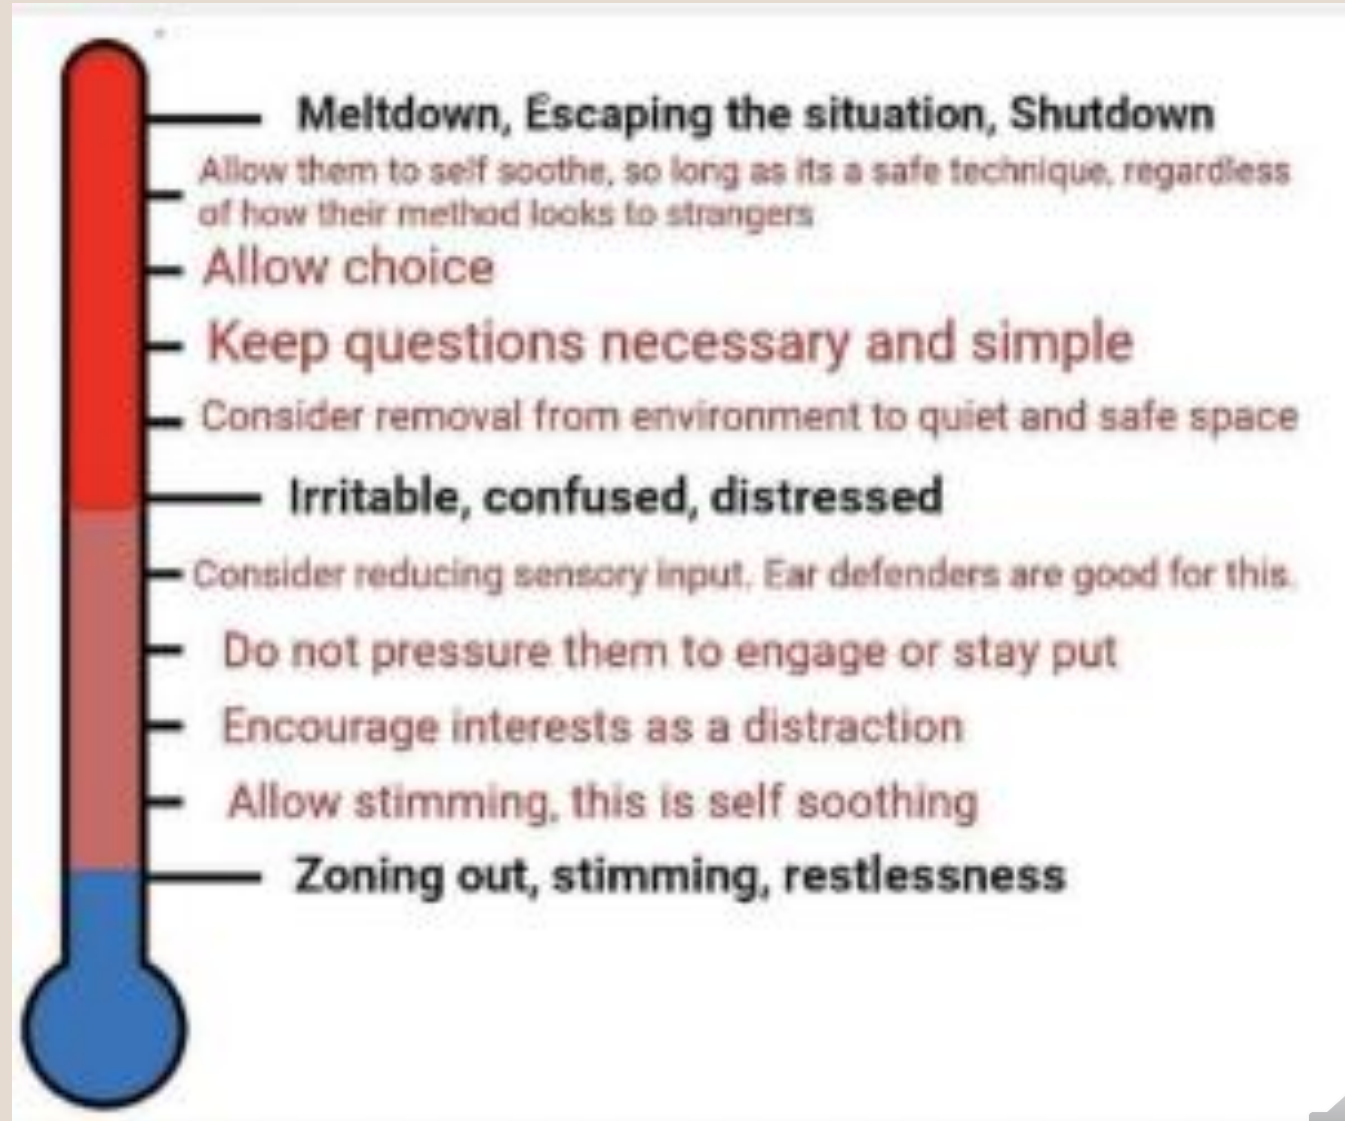 Meltdown, Escaping the situation, Shutdown
Allow them to self soothe, so long as its a safe technique, regardless
of how their method looks to strangers
Allow choice
Keep questions necessary and simple
Consider removal from environment to quiet and safe space
Irritable, confused, distressed
Consider reducing sensory input. Ear defenders are good for this.
Do not pressure them to engage or stay put
Encourage interests as a distraction
Allow stimming, this is self soothing
Zoning out, stimming, restlessness